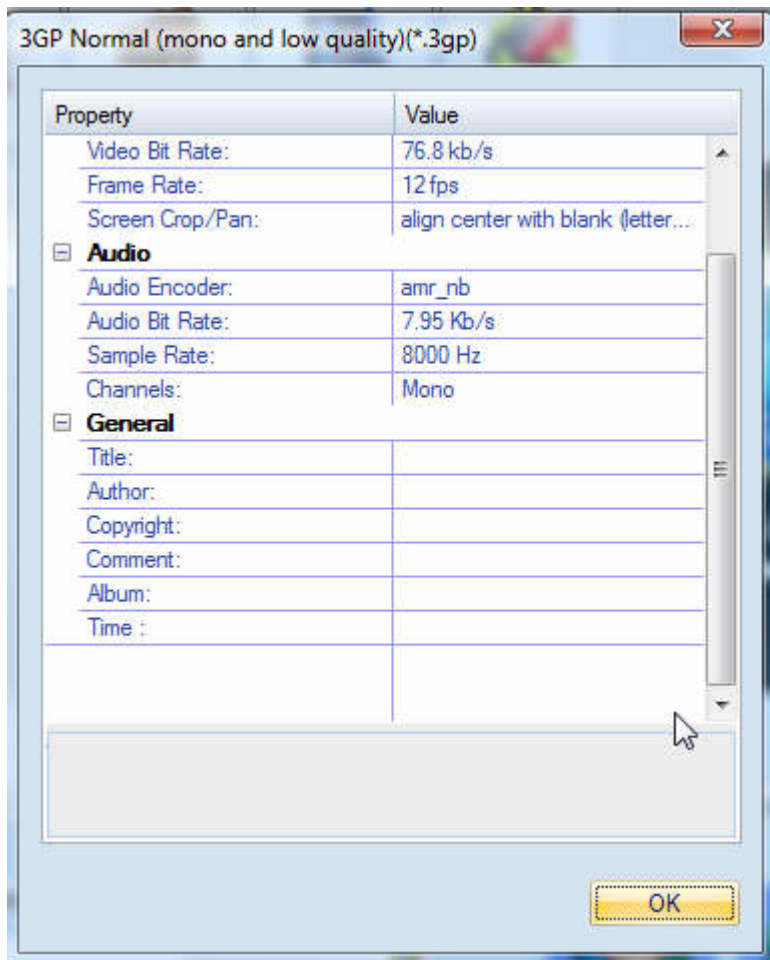 3GP Normal (mono and low quality)(*.3gp)
Property Value
Video Bit Rate: 76.8 kb/s
Frame Rate: 12 fps
Screen Crop/Pan: align center with blank (letter...
Audio
Audio Encoder: amr_nb
Audio Bit Rate: 7.95 Kb/s
Sample Rate: 8000 Hz
Channels: Mono
General
Title:
Author:
Copyright:
Comment:
Album:
Time :
OK